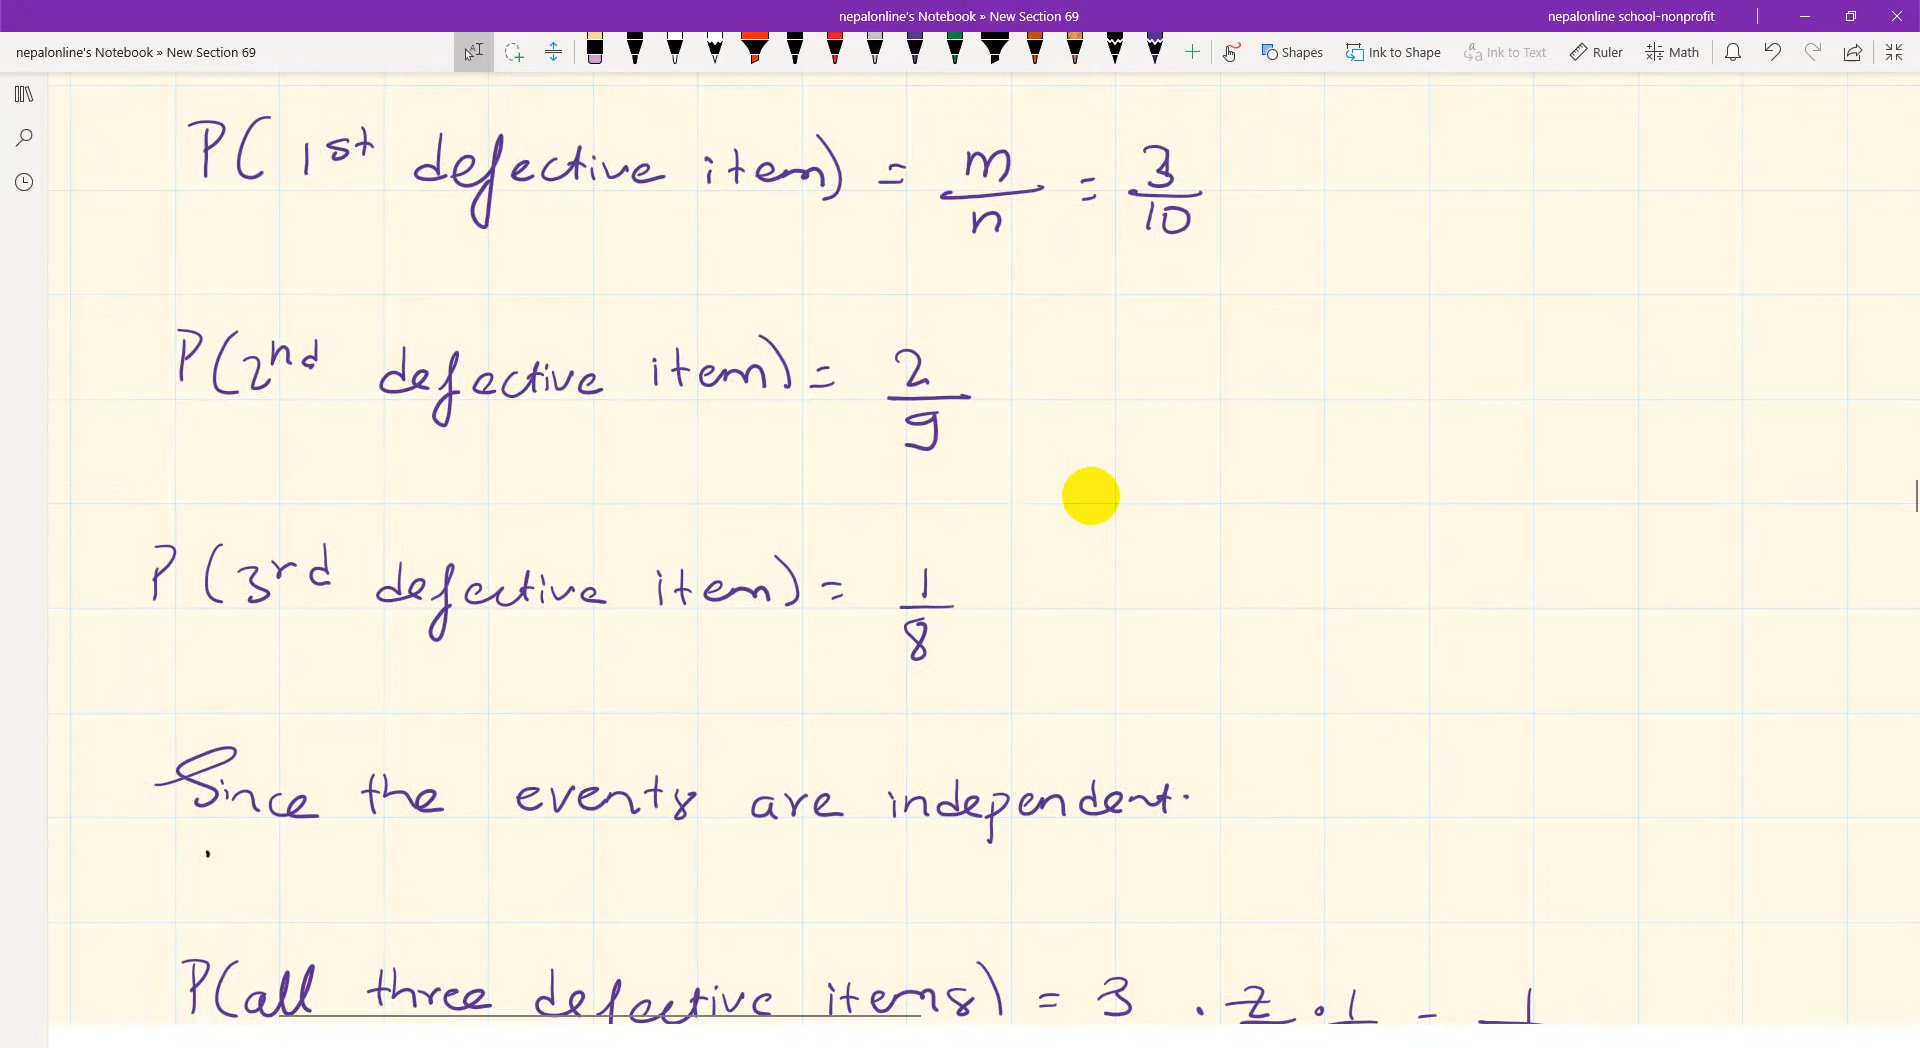 nepalonline's Notebook » New Section 69
nepalonline school-nonprofit
nepalonline's Notebook » New Section 69
Shapes
Ink to Shape
Ink to Text
Ruler
Math
P(1st defective item) = m/n = 3/10
P(2nd defective item) = 2/9
P(3rd defective item) = 1/8
Since the events are independent.
P(all three defective items) = 3 . 2 . 1 = 1